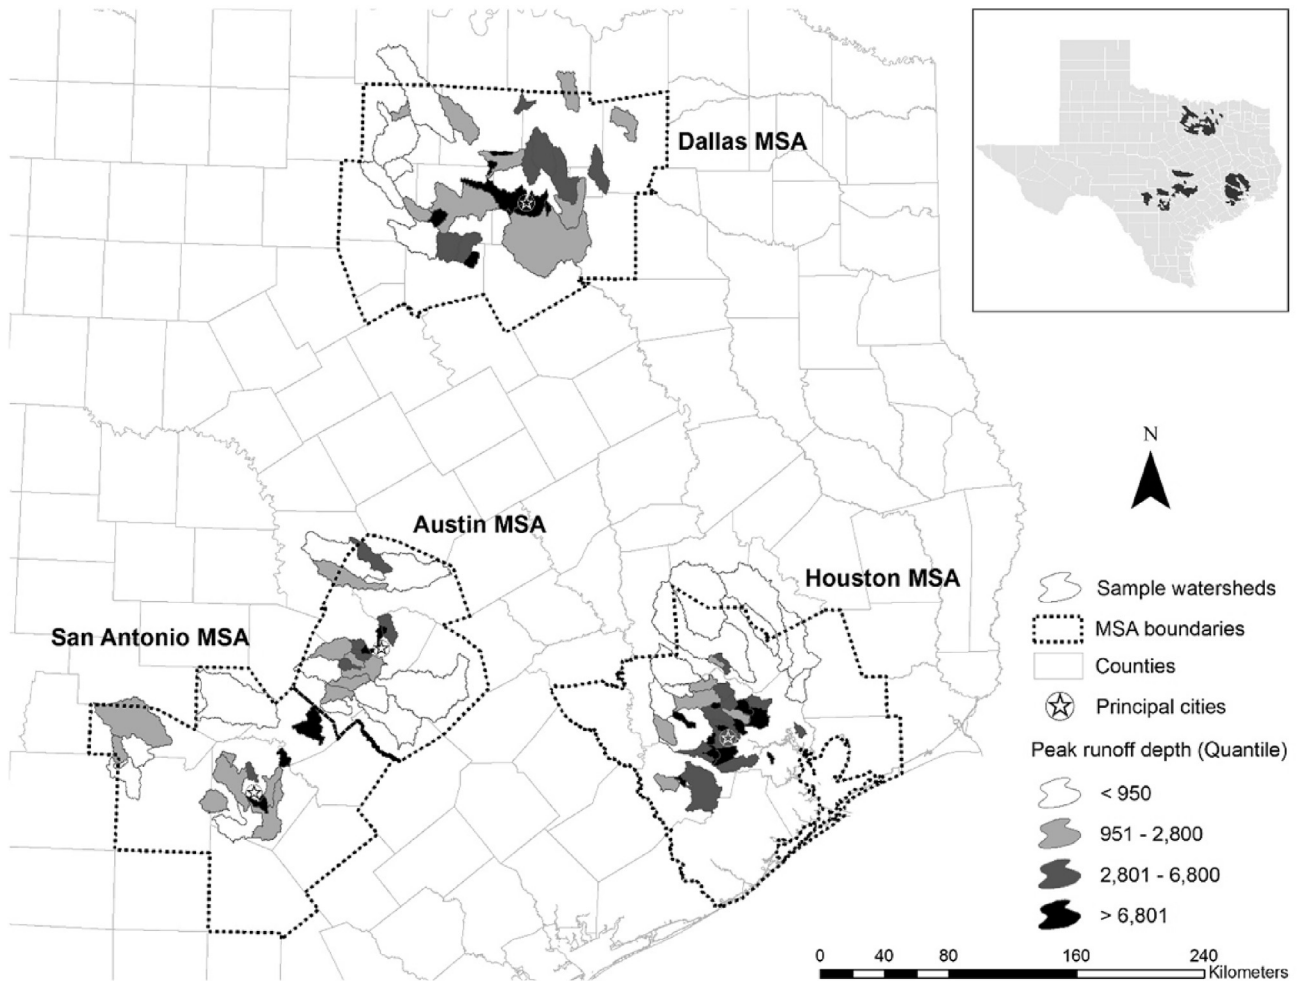 Dallas MSA
Austin MSA
Houston MSA
San Antonio MSA
N
Sample watersheds
MSA boundaries
Counties
Principal cities
Peak runoff depth (Quantile)
< 950
951 - 2,800
2,801 - 6,800
> 6,801
0 40 80 160 240
Kilometers